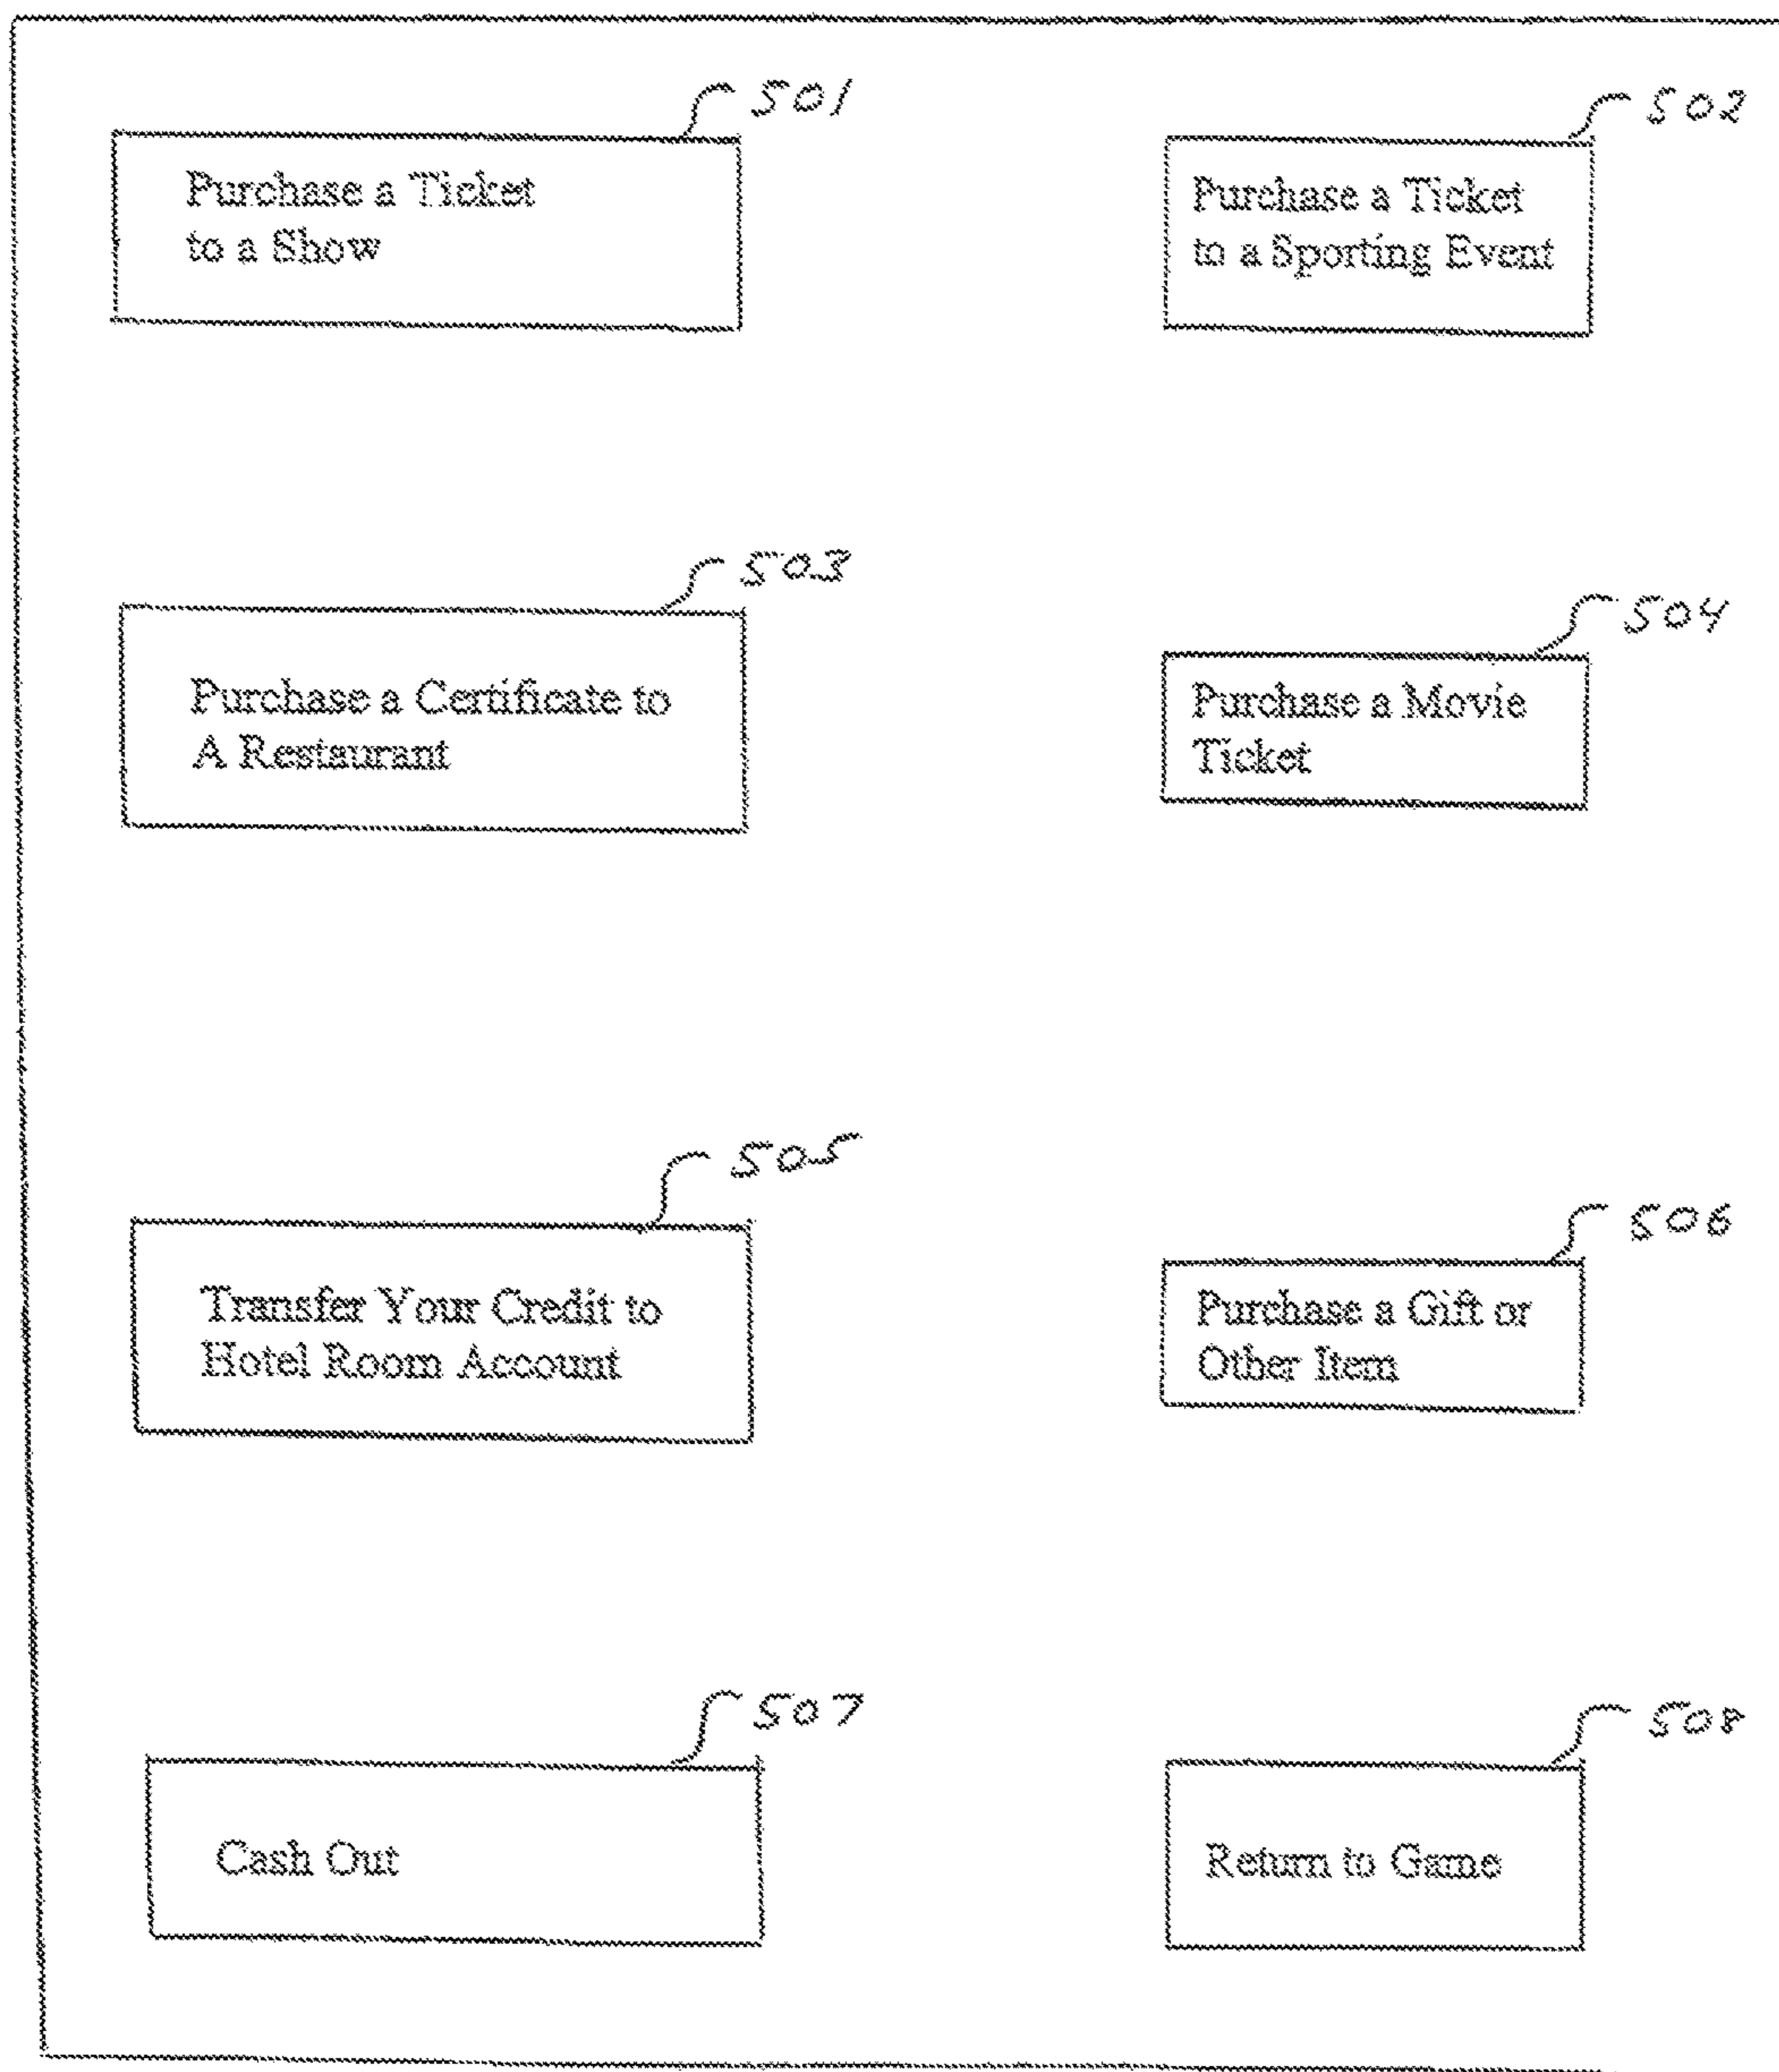 501
502
Purchase a Ticket
to a Show
Purchase a Ticket
to a Sporting Event
503
504
Purchase a Certificate to
A Restaurant
Purchase a Movie
Ticket
505
506
Transfer Your Credit to
Hotel Room Account
Purchase a Gift or
Other Item
507
508
Cash Out
Return to Game